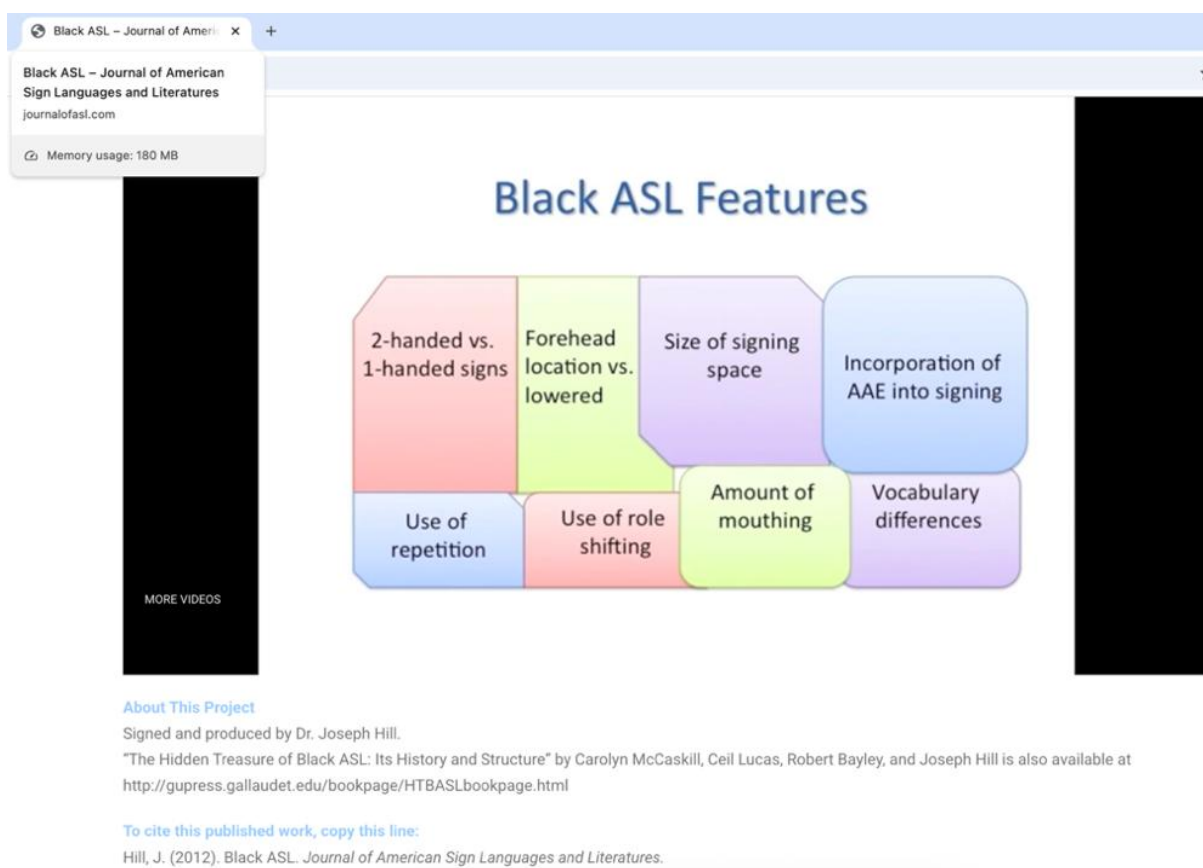 Black ASL – Journal of Ameri
Black ASL – Journal of American
Sign Languages and Literatures
journalofasl.com
Memory usage: 180 MB
Black ASL Features
2-handed vs.
1-handed signs
Forehead
location vs.
lowered
Size of signing
space
Incorporation of
AAE into signing
Use of
repetition
Use of role
shifting
Amount of
mouthing
Vocabulary
differences
MORE VIDEOS
About This Project
Signed and produced by Dr. Joseph Hill.
“The Hidden Treasure of Black ASL: Its History and Structure” by Carolyn McCaskill, Ceil Lucas, Robert Bayley, and Joseph Hill is also available at
http://gupress.gallaudet.edu/bookpage/HTBASLbookpage.html
To cite this published work, copy this line:
Hill, J. (2012). Black ASL. Journal of American Sign Languages and Literatures.